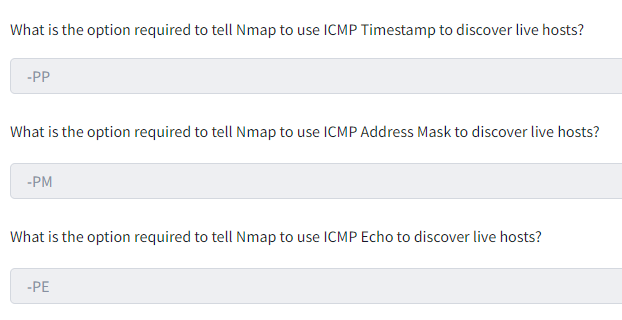 What is the option required to tell Nmap to use ICMP Timestamp to discover live hosts?
-PP
What is the option required to tell Nmap to use ICMP Address Mask to discover live hosts?
-PM
What is the option required to tell Nmap to use ICMP Echo to discover live hosts?
-PE